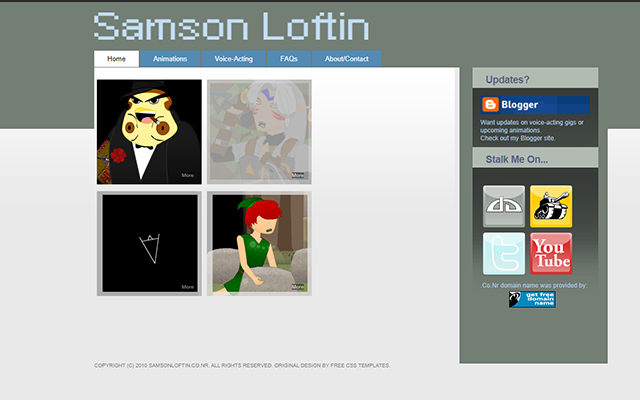 Samson Loftin
Home
Animations
Voice-Acting
FAQs
About/Contact
More
More
More
Updates?
Blogger
Want updates on voice-acting gigs or
upcoming animations.
Check out my Blogger site.
Stalk Me On...
You
Tube
.Co.Nr domain name was provided by:
get free
domain
name
COPYRIGHT (C) 2010 SAMSONLOFTIN.CO.NR. ALL RIGHTS RESERVED. ORIGINAL DESIGN BY FREE CSS TEMPLATES.